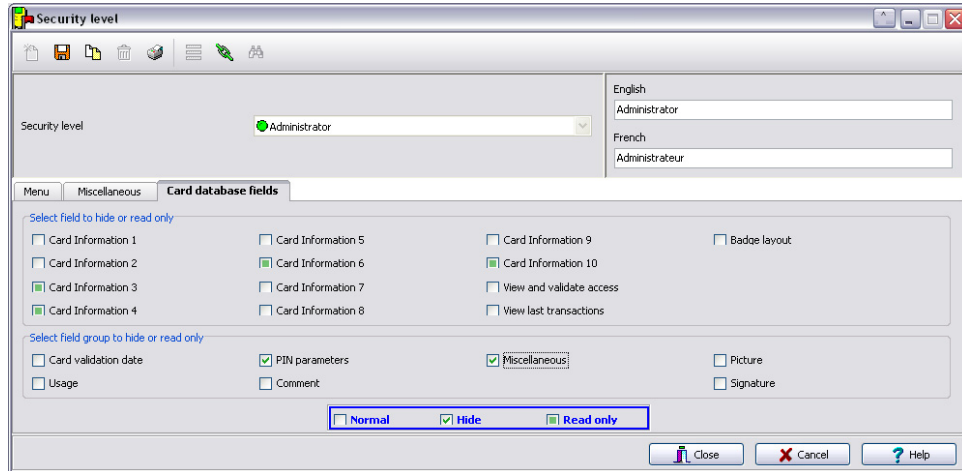 Security level
English
Administrator
Security level Administrator
French
Administrateur
Menu Miscellaneous Card database fields
Select field to hide or read only
Card Information 1 Card Information 5 Card Information 9 Badge layout
Card Information 2 Card Information 6 Card Information 10
Card Information 3 Card Information 7 View and validate access
Card Information 4 Card Information 8 View last transactions
Select field group to hide or read only
Card validation date PIN parameters Miscellaneous Picture
Usage Comment Signature
Normal Hide Read only
Close Cancel Help